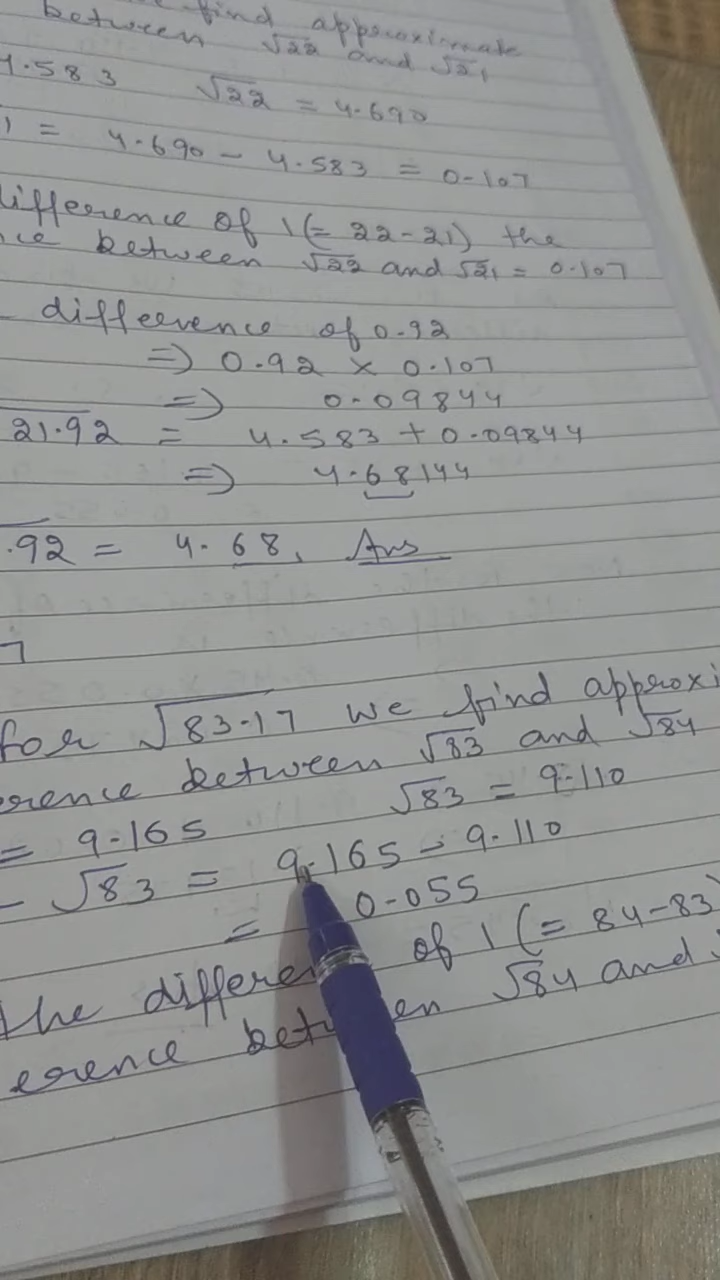 find approximate
between √22 and √21
4.583 √22 = 4.690
1 = 4.690 - 4.583 = 0.107
difference of 1 (= 22-21) the
between √22 and √21 = 0.107
difference of 0.92
⇒ 0.92 × 0.107
⇒ 0.09844
21.92 = 4.583 + 0.09844
⇒ 4.68144
.92 = 4.68, Ans
for √83.17 we find approxi
erence between √83 and √84
= 9.165 √83 = 9.110
- √83 = 9.165 - 9.110
= 0.055
the differen of 1 (= 84-83)
erence betw en √84 and